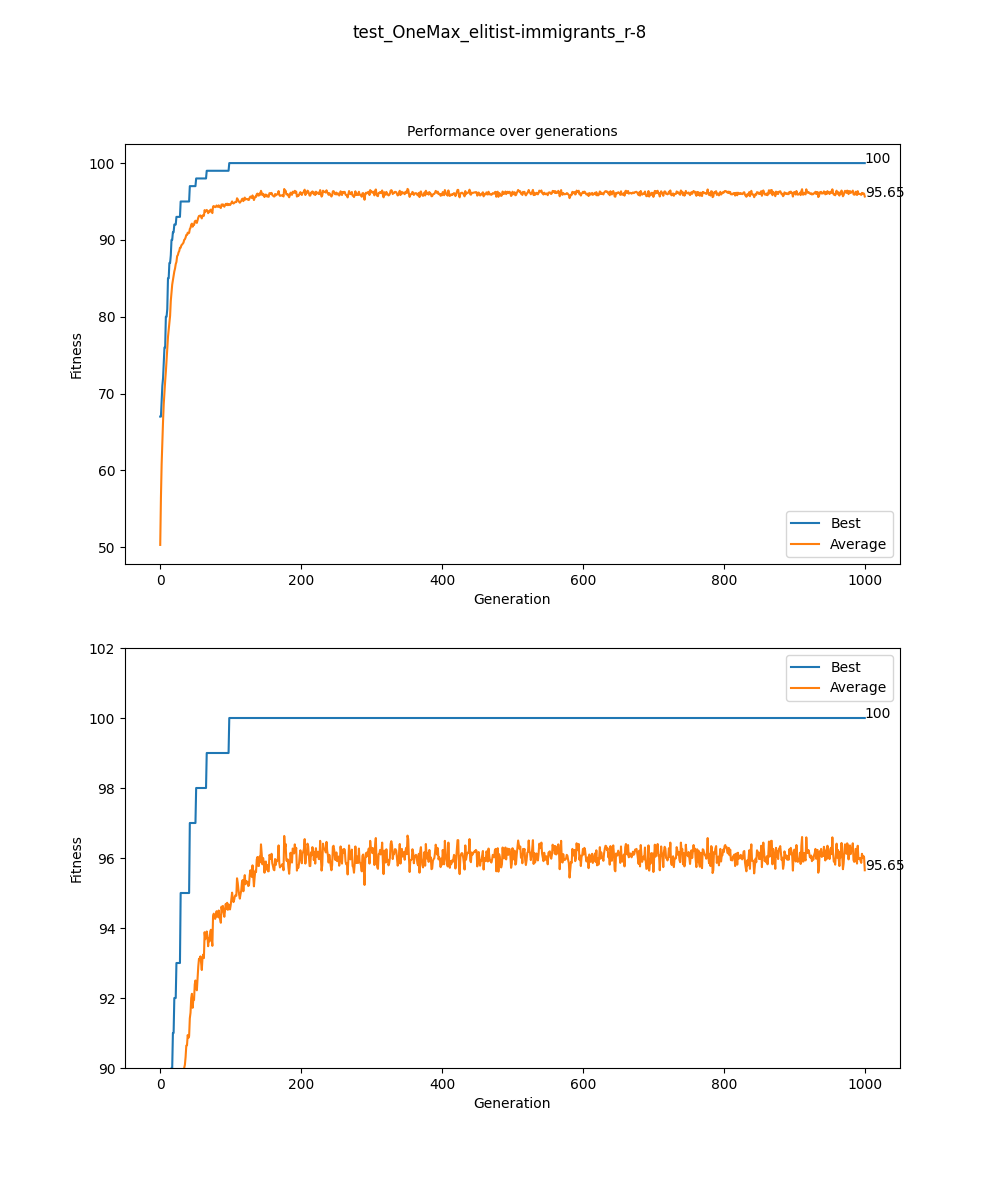 test_OneMax_elitist-immigrants_r-8
Performance over generations
Fitness
100
90
80
70
60
50
100
95.65
Best
Average
0 200 400 600 800 1000
Generation
Fitness
102
100
98
96
94
92
90
Best
Average
100
95.65
0 200 400 600 800 1000
Generation